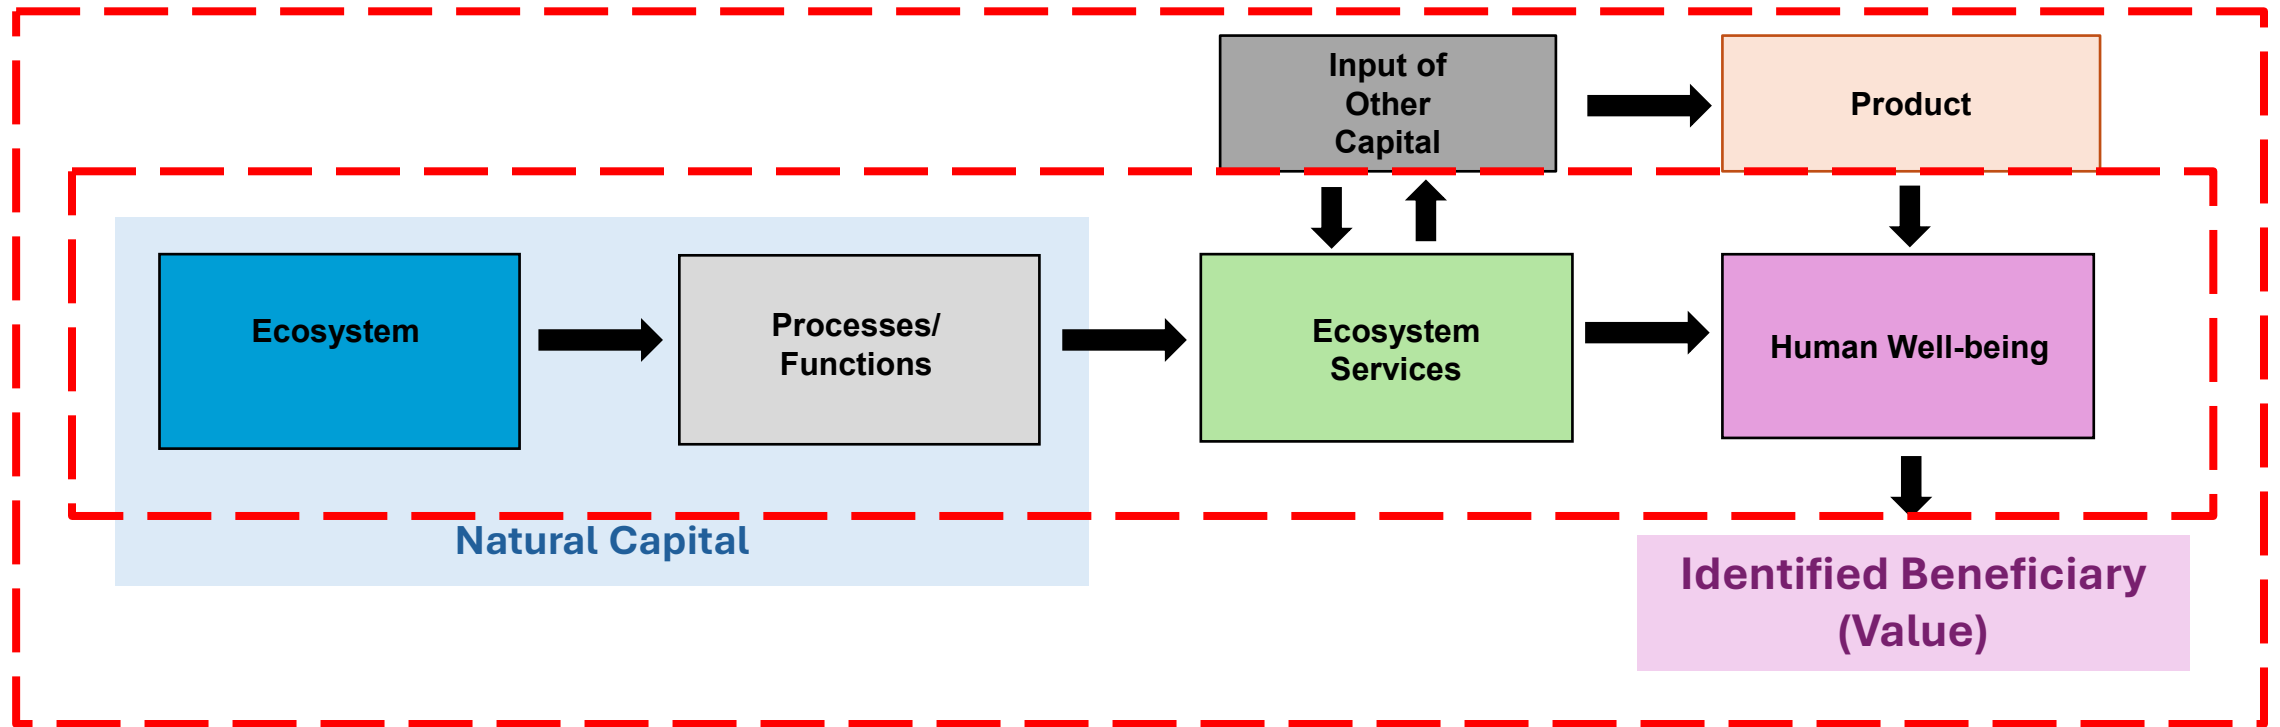 Input of
Other
Capital
Product
Ecosystem
Processes/
Functions
Ecosystem
Services
Human Well-being
Natural Capital
Identified Beneficiary
(Value)